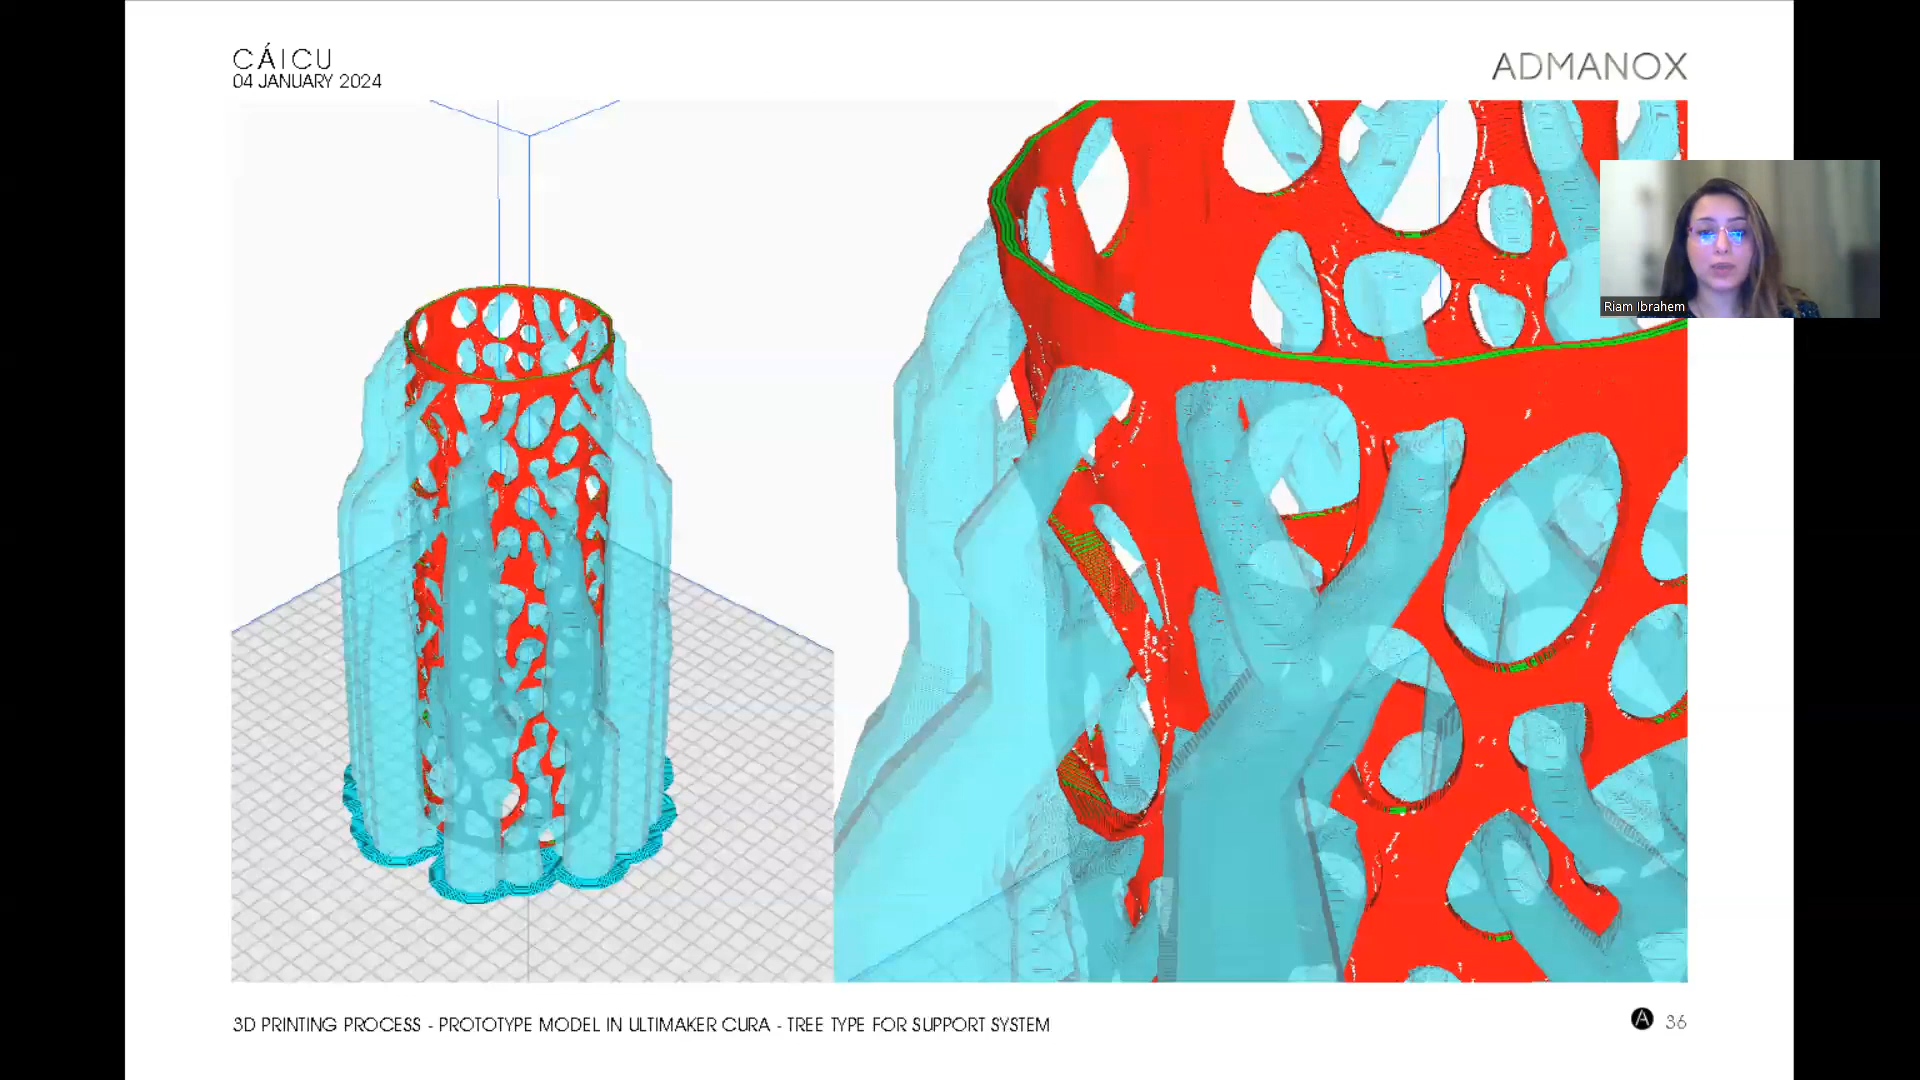 CÁICU
04 JANUARY 2024
ADMANOX
Riam Ibrahem
3D PRINTING PROCESS - PROTOTYPE MODEL IN ULTIMAKER CURA - TREE TYPE FOR SUPPORT SYSTEM
A 36